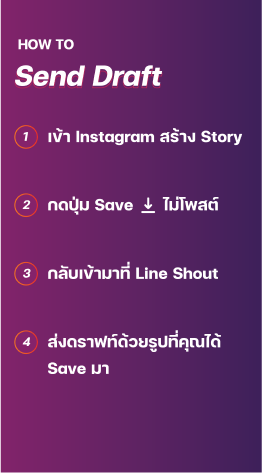 HOW TO
Send Draft
1 เข้า Instagram สร้าง Story
2 กดปุ่ม Save ไม่โพสต์
3 กลับเข้ามาที่ Line Shout
4 ส่งดราฟท์ด้วยรูปที่คุณได้
Save มา